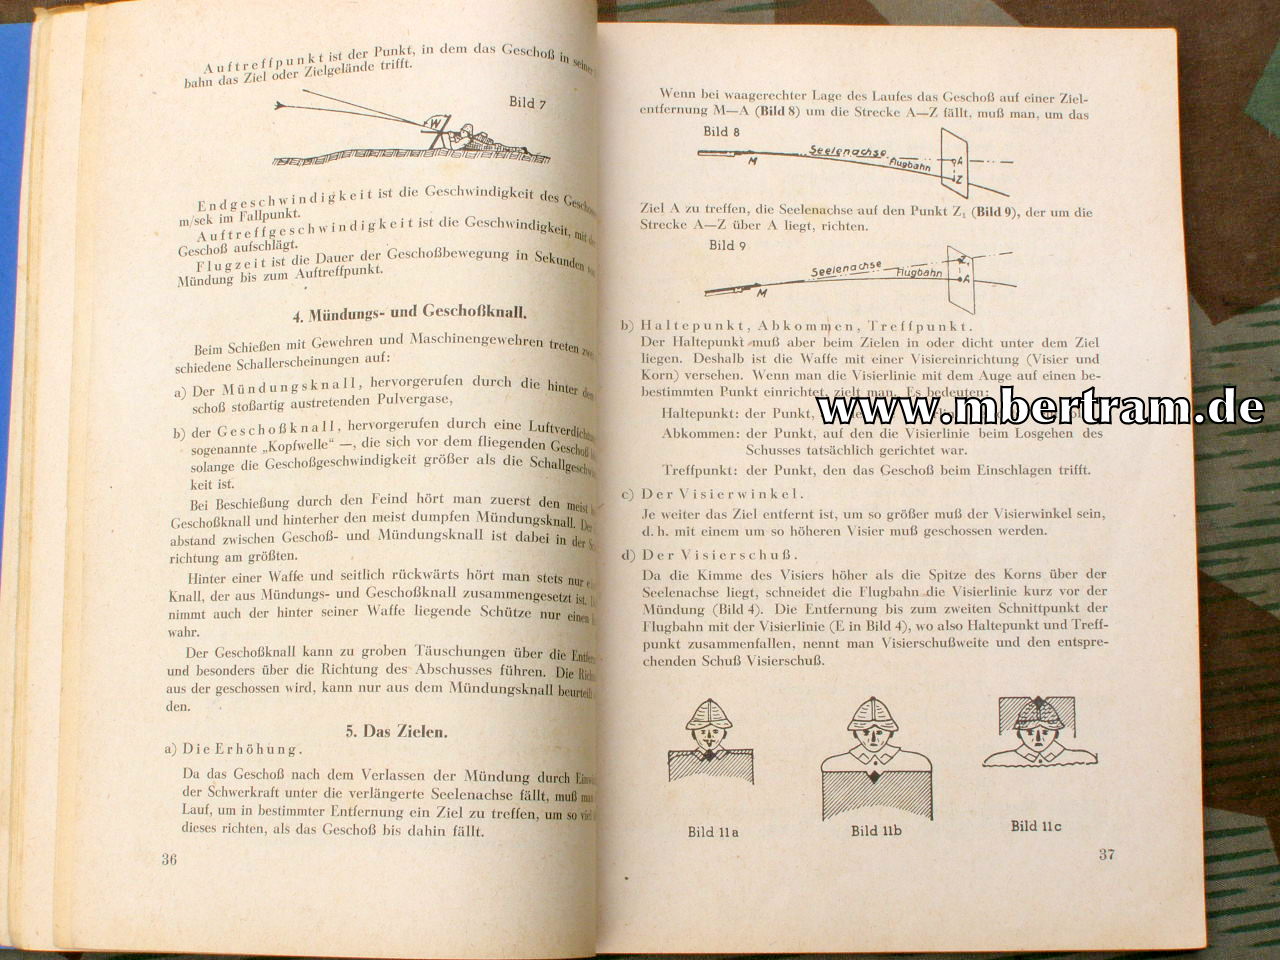 Auftreffpunkt ist der Punkt, in dem das Geschoß in seiner
bahn das Ziel oder Zielgelände trifft.
Bild 7
W
Endgeschwindigkeit ist die Geschwindigkeit des
m/sek im Fallpunkt.
Auftreffgeschwindigkeit ist die Geschwindigkeit, mit
Geschoß aufschlägt.
Flugzeit ist die Dauer der Geschoßbewegung in Sekunden
Mündung bis zum Auftreffpunkt.
4. Mündungs- und Geschoßknall.
Beim Schießen mit Gewehren und Maschinengewehren treten
schiedene Schallerscheinungen auf:
a) Der Mündungsknall, hervorgerufen durch die hinter
schoß stoßartig austretenden Pulvergase,
b) der Geschoßknall, hervorgerufen durch eine
sogenannte „Kopfwelle“ —, die sich vor dem fliegenden Geschoß
solange die Geschoßgeschwindigkeit größer als die
keit ist.
Bei Beschießung durch den Feind hört man zuerst den meist
Geschoßknall und hinterher den meist dumpfen Mündungsknall.
abstand zwischen Geschoß- und Mündungsknall ist dabei in der
richtung am größten.
Hinter einer Waffe und seitlich rückwärts hört man stets nur
Knall, der aus Mündungs- und Geschoßknall zusammengesetzt ist.
nimmt auch der hinter seiner Waffe liegende Schütze nur einen
wahr.
Der Geschoßknall kann zu groben Täuschungen über die
und besonders über die Richtung des Abschusses führen. Die
aus der geschossen wird, kann nur aus dem Mündungsknall
den.
5. Das Zielen.
a) Die Erhöhung.
Da das Geschoß nach dem Verlassen der Mündung durch
der Schwerkraft unter die verlängerte Seelenachse fällt, muß man
Lauf, um in bestimmter Entfernung ein Ziel zu treffen, um so viel
dieses richten, als das Geschoß bis dahin fällt.
36
Wenn bei waagerechter Lage des Laufes das Geschoß auf einer Ziel-
entfernung M—A (Bild 8) um die Strecke A—Z fällt, muß man, um das
Bild 8
M
Seelenachse
Flugbahn
A
Z
Ziel A zu treffen, die Seelenachse auf den Punkt Z₁ (Bild 9), der um die
Strecke A—Z über A liegt, richten.
Bild 9
M
Seelenachse
Flugbahn
Z₁
A
b) Haltepunkt, Abkommen, Treffpunkt.
Der Haltepunkt muß aber beim Zielen in oder dicht unter dem Ziel
liegen. Deshalb ist die Waffe mit einer Visiereinrichtung (Visier und
Korn) versehen. Wenn man die Visierlinie mit dem Auge auf einen be-
bestimmten Punkt einrichtet, zielt man. Es bedeuten:
www.mbertram.de
Haltepunkt: der Punkt,
Abkommen: der Punkt, auf den die Visierlinie beim Losgehen des
Schusses tatsächlich gerichtet war.
Treffpunkt: der Punkt, den das Geschoß beim Einschlagen trifft.
c) Der Visierwinkel.
Je weiter das Ziel entfernt ist, um so größer muß der Visierwinkel sein,
d. h. mit einem um so höheren Visier muß geschossen werden.
d) Der Visierschuß.
Da die Kimme des Visiers höher als die Spitze des Korns über der
Seelenachse liegt, schneidet die Flugbahn die Visierlinie kurz vor der
Mündung (Bild 4). Die Entfernung bis zum zweiten Schnittpunkt der
Flugbahn mit der Visierlinie (E in Bild 4), wo also Haltepunkt und Treff-
punkt zusammenfallen, nennt man Visierschußweite und den entspre-
chenden Schuß Visierschuß.
Bild 11a
Bild 11b
Bild 11c
37